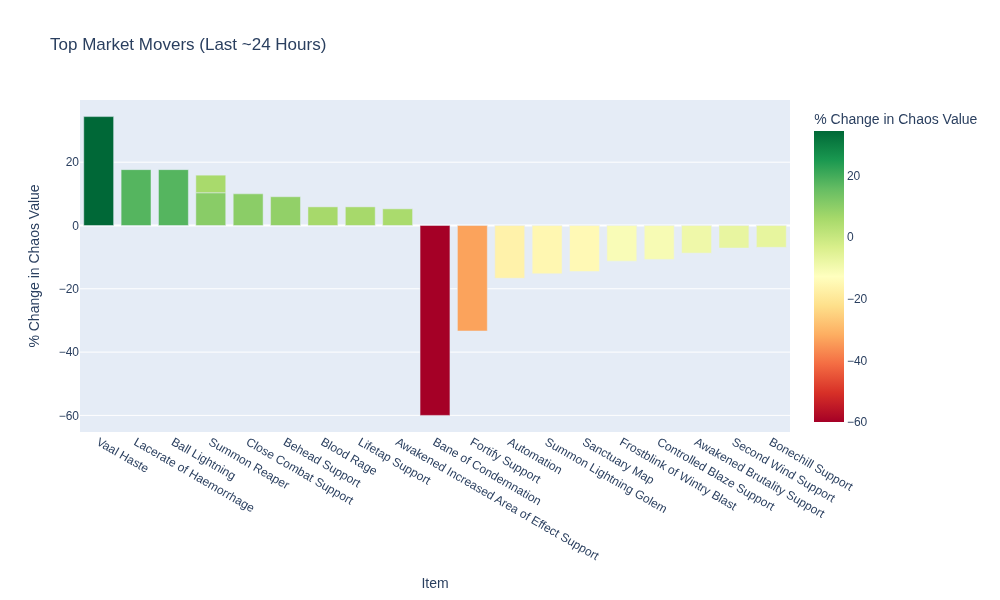 Top Market Movers (Last ~24 Hours)
% Change in Chaos Value
20
0
−20
−40
−60
% Change in Chaos Value
Vaal Haste
Lacerate of Haemorrhage
Ball Lightning
Summon Reaper
Close Combat Support
Behead Support
Blood Rage
Lifetap Support
Awakened Increased Area of Effect Support
Bane of Condemnation
Fortify Support
Automation
Summon Lightning Golem
Sanctuary Map
Frostblink of Wintry Blast
Controlled Blaze Support
Awakened Brutality Support
Second Wind Support
Bonechill Support
Item
20
0
−20
−40
−60